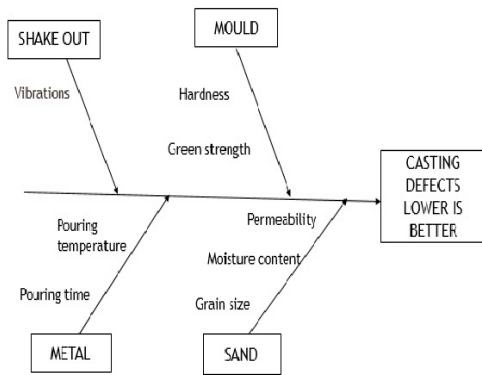 SHAKE OUT
MOULD
Vibrations
Hardness
Green strength
CASTING
DEFECTS
LOWER IS
BETTER
Pouring
temperature
Permeability
Moisture content
Pouring time
Grain size
METAL
SAND